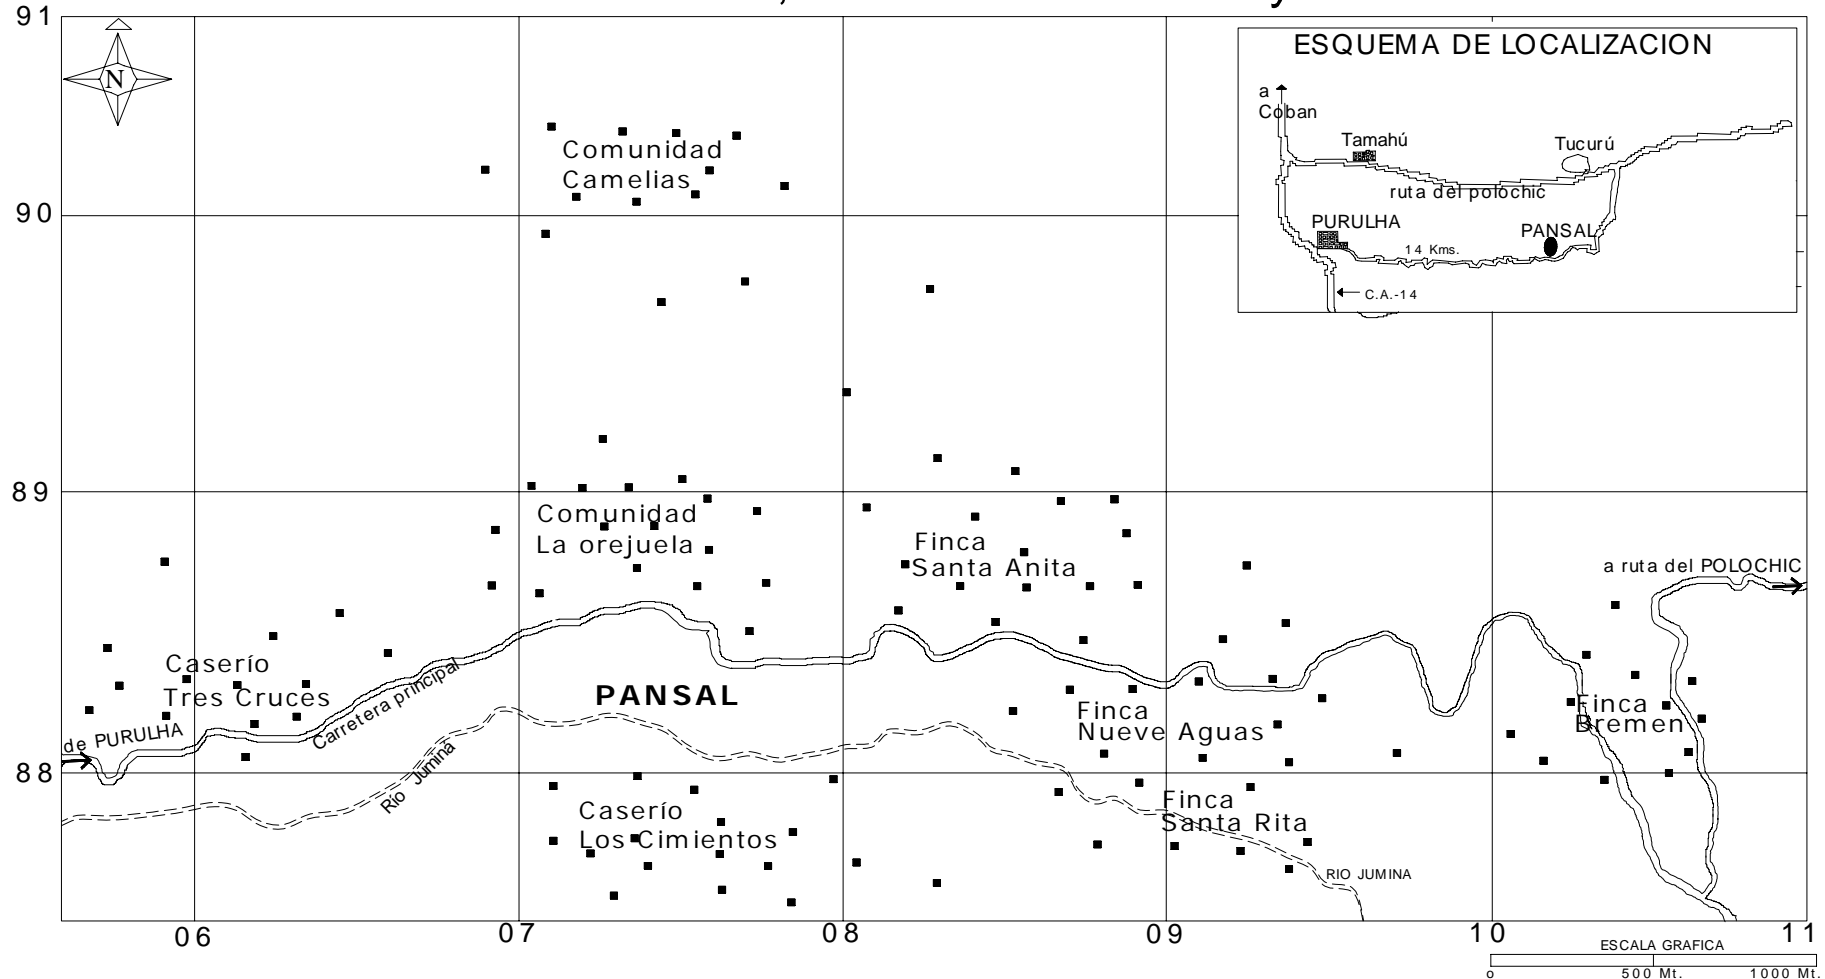 91
N
ESQUEMA DE LOCALIZACION
a
Coban
Tamahú
Tucurú
ruta del polochic
PURULHA
PANSAL
14 Kms.
C.A.-14
Comunidad
Camelias
90
89
Comunidad
La orejuela
Finca
Santa Anita
a ruta del POLOCHIC
Caserío
Tres Cruces
Carretera principal
PANSAL
Finca
Nueve Aguas
Finca
Bremen
de PURULHA
Río Jumina
88
Caserío
Los Cimientos
Finca
Santa Rita
RIO JUMINA
06
07
08
09
10
11
ESCALA GRAFICA
o
500 Mt.
1000 Mt.